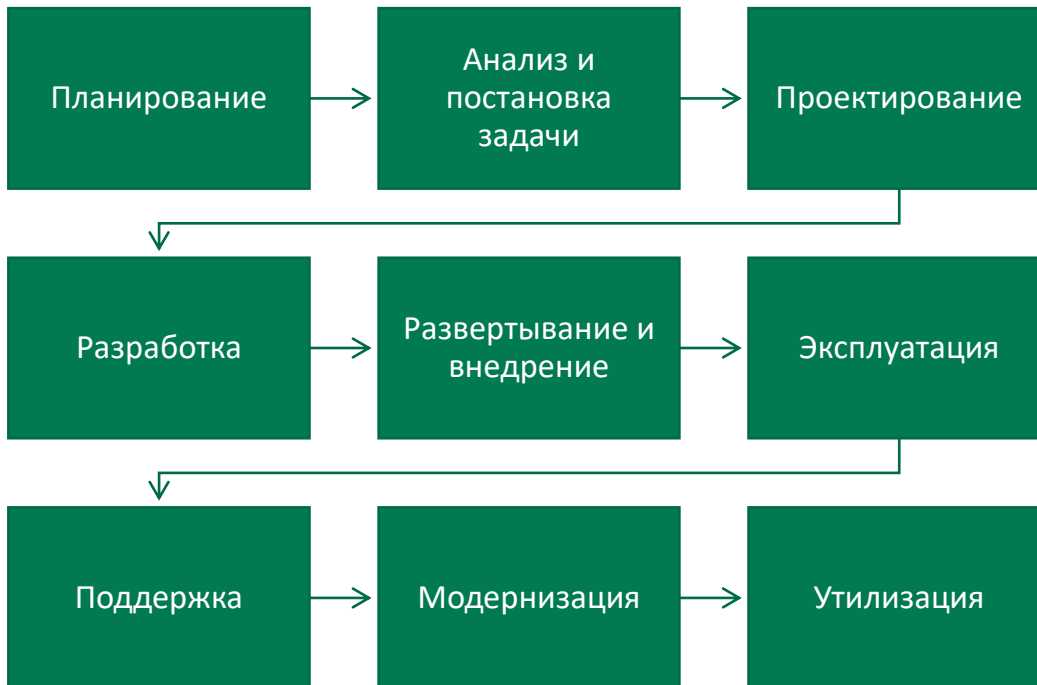 Планирование
Анализ и
постановка
задачи
Проектирование
Разработка
Развертывание и
внедрение
Эксплуатация
Поддержка
Модернизация
Утилизация